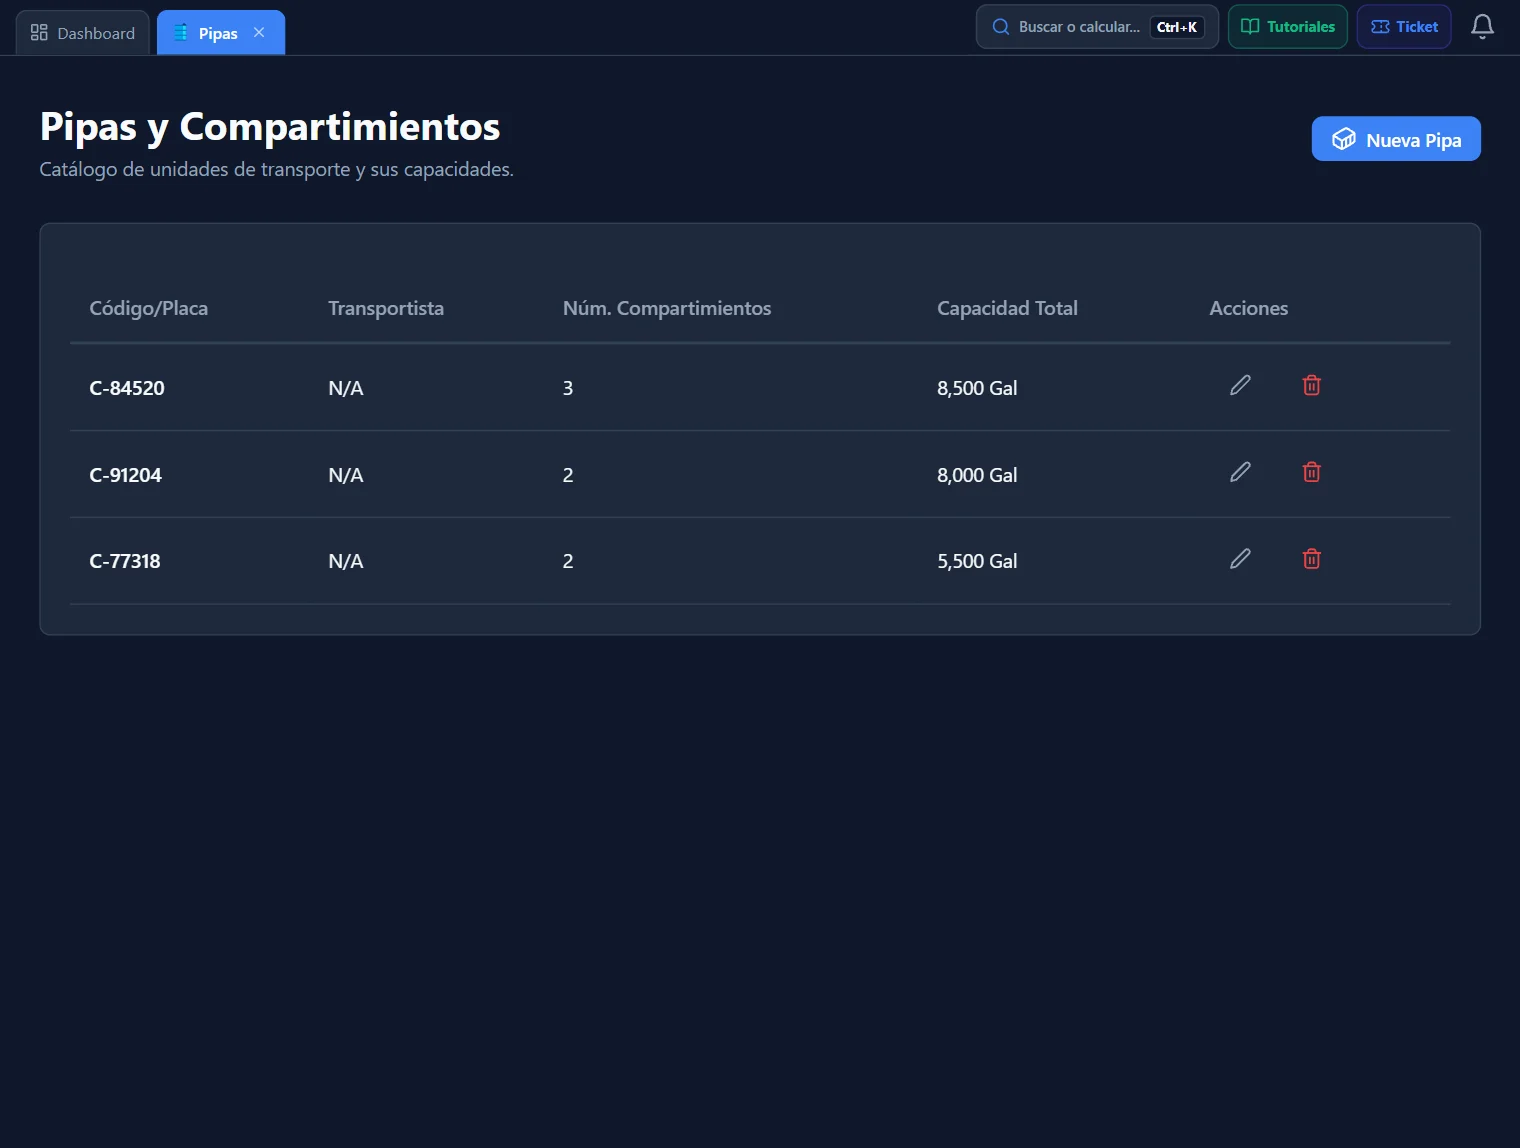 Dashboard Pipas Buscar o calcular... Ctrl+K Tutoriales Ticket
Pipas y Compartimientos
Catálogo de unidades de transporte y sus capacidades.
Nueva Pipa
Código/Placa Transportista Núm. Compartimientos Capacidad Total Acciones
C-84520 N/A 3 8,500 Gal
C-91204 N/A 2 8,000 Gal
C-77318 N/A 2 5,500 Gal